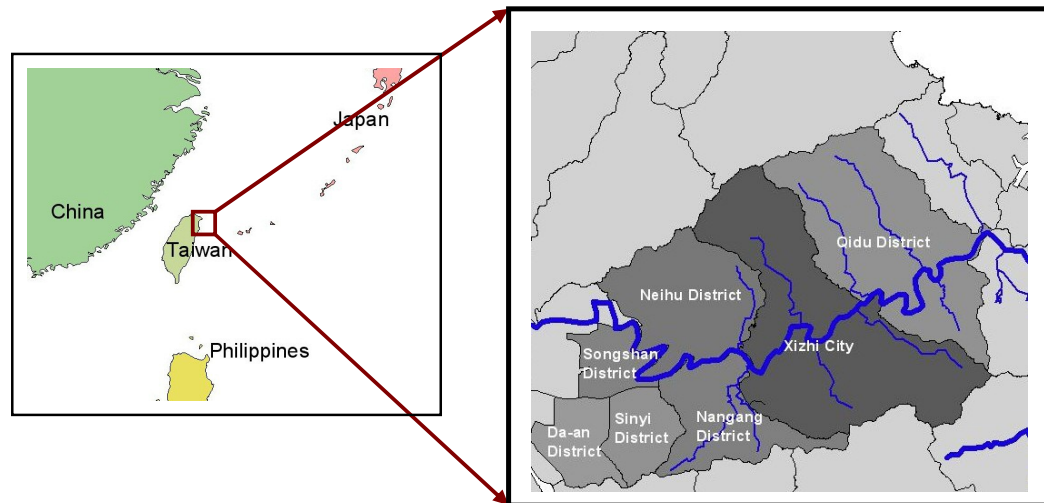 Japan
China
Taiwan
Philippines
Qidu District
Neihu District
Xizhi City
Songshan
District
Sinyi
District
Nangang
District
Da-an
District